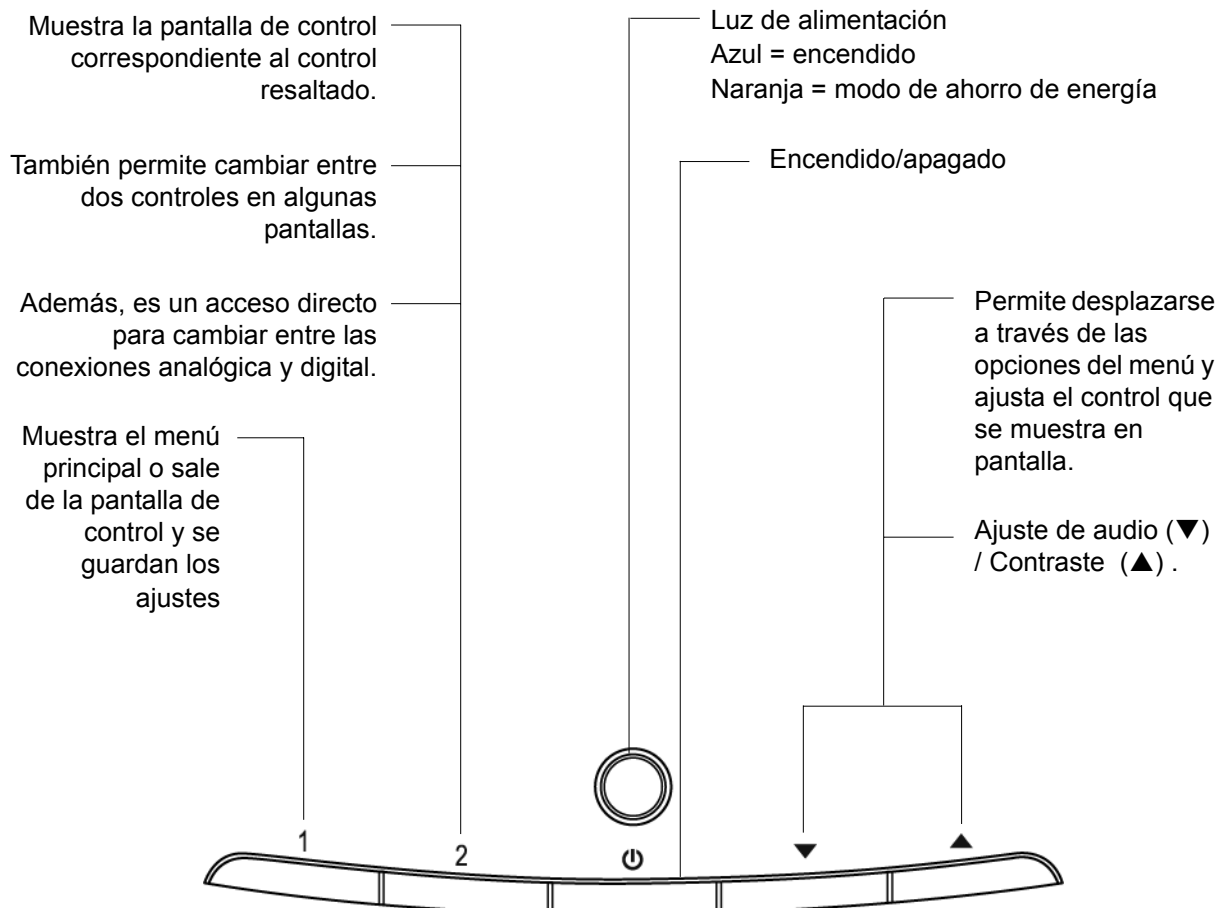 Muestra la pantalla de control
correspondiente al control
resaltado.
También permite cambiar entre
dos controles en algunas
pantallas.
Además, es un acceso directo
para cambiar entre las
conexiones analógica y digital.
Muestra el menú
principal o sale
de la pantalla de
control y se
guardan los
ajustes
Luz de alimentación
Azul = encendido
Naranja = modo de ahorro de energía
Encendido/apagado
Permite desplazarse
a través de las
opciones del menú y
ajusta el control que
se muestra en
pantalla.
Ajuste de audio (▼)
/ Contraste (▲) .
1
2
▼
▲